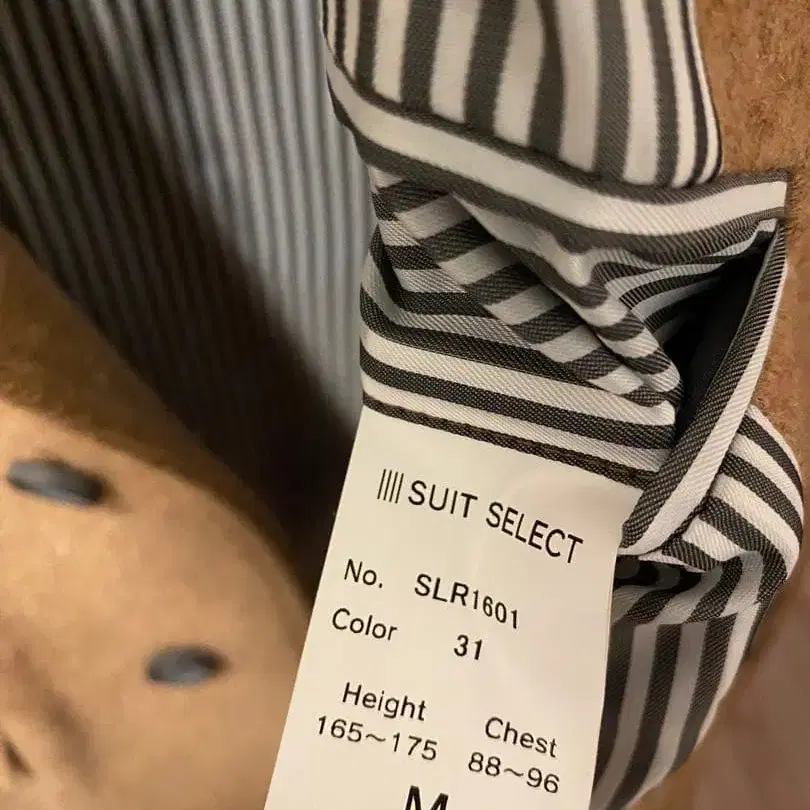 SUIT SELECT
No. SLR1601
Color 31
Height Chest
165~175 88~96
M